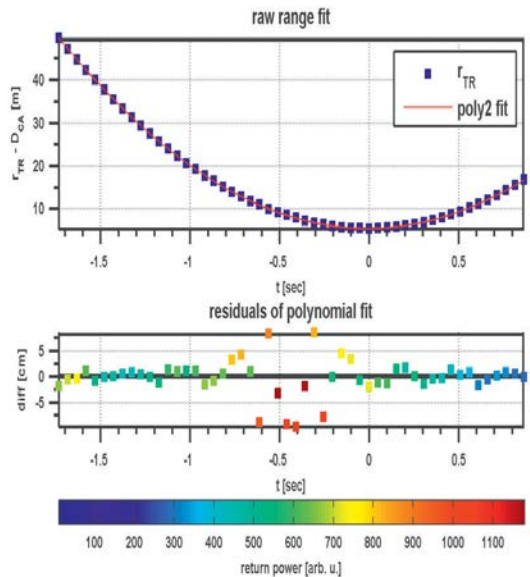 raw range fit
r_TR
poly2 fit
r_TR - D_CA [m]
40
30
20
10
-1.5 -1 -0.5 0 0.5
t [sec]
residuals of polynomial fit
diff [cm]
5
0
-5
-1.5 -1 -0.5 0 0.5
t [sec]
100 200 300 400 500 600 700 800 900 1000 1100
return power [arb. u.]